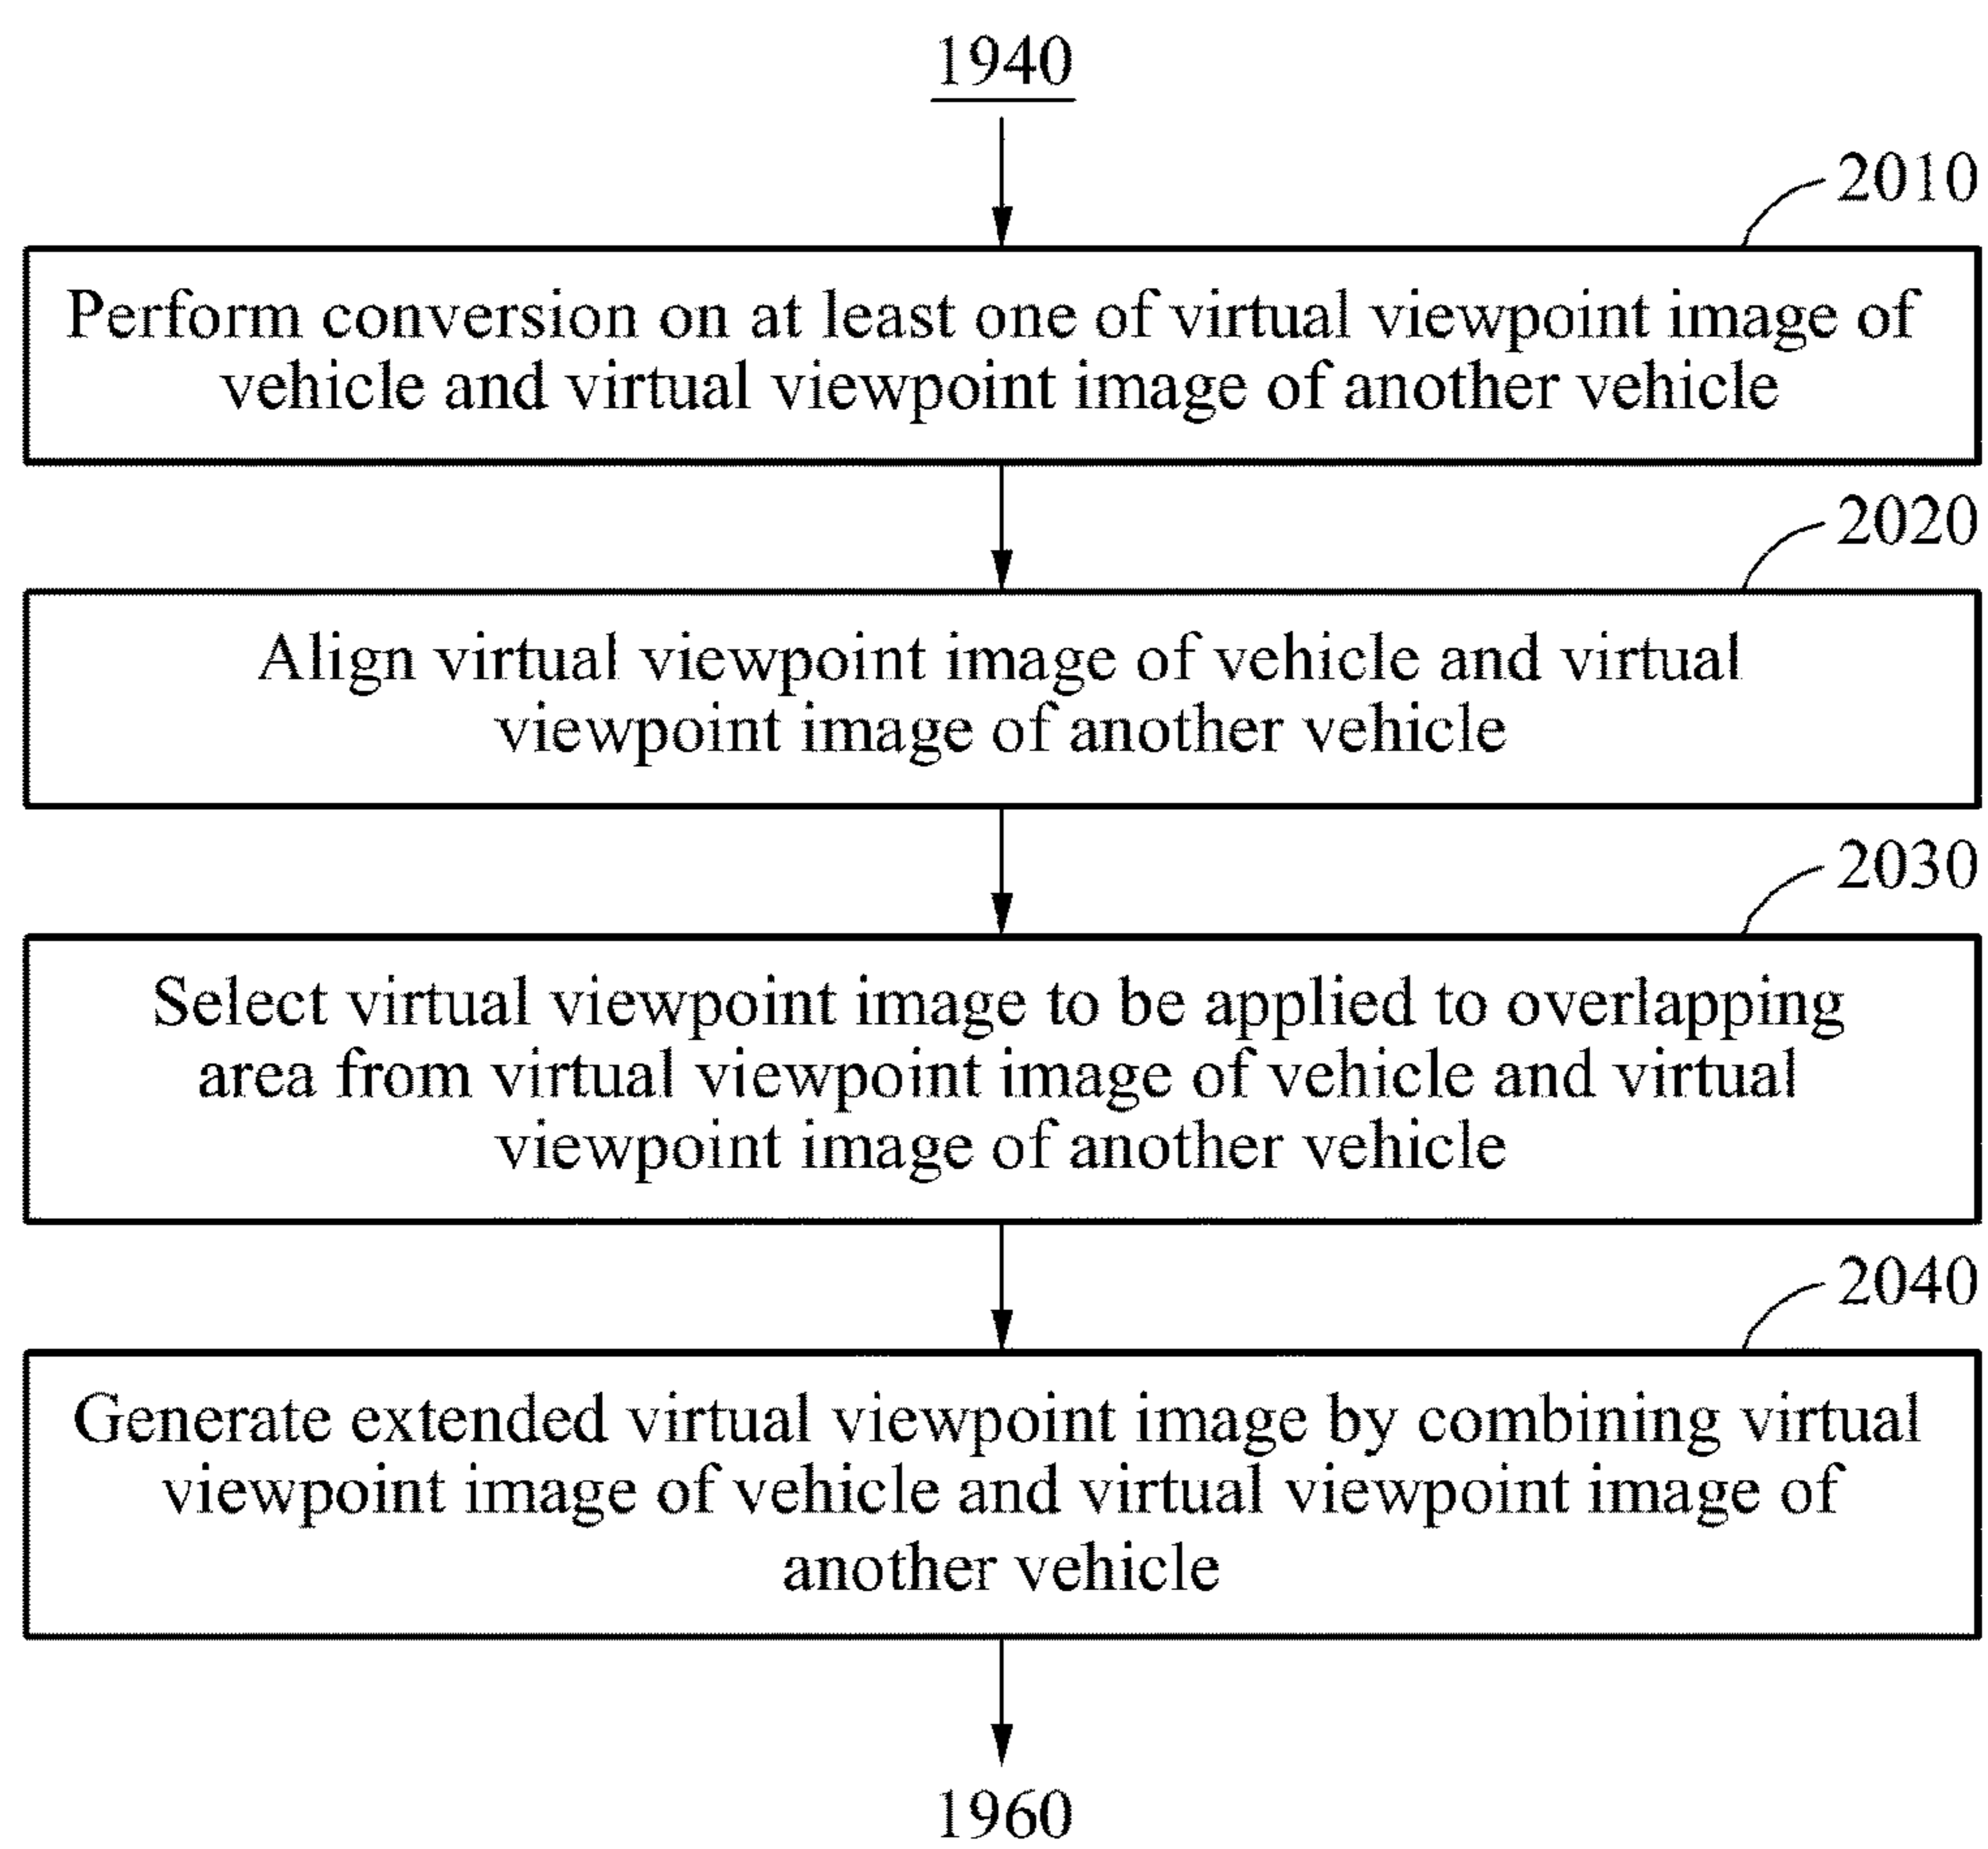 1940
2010
Perform conversion on at least one of virtual viewpoint image of
vehicle and virtual viewpoint image of another vehicle
2020
Align virtual viewpoint image of vehicle and virtual
viewpoint image of another vehicle
2030
Select virtual viewpoint image to be applied to overlapping
area from virtual viewpoint image of vehicle and virtual
viewpoint image of another vehicle
2040
Generate extended virtual viewpoint image by combining virtual
viewpoint image of vehicle and virtual viewpoint image of
another vehicle
1960